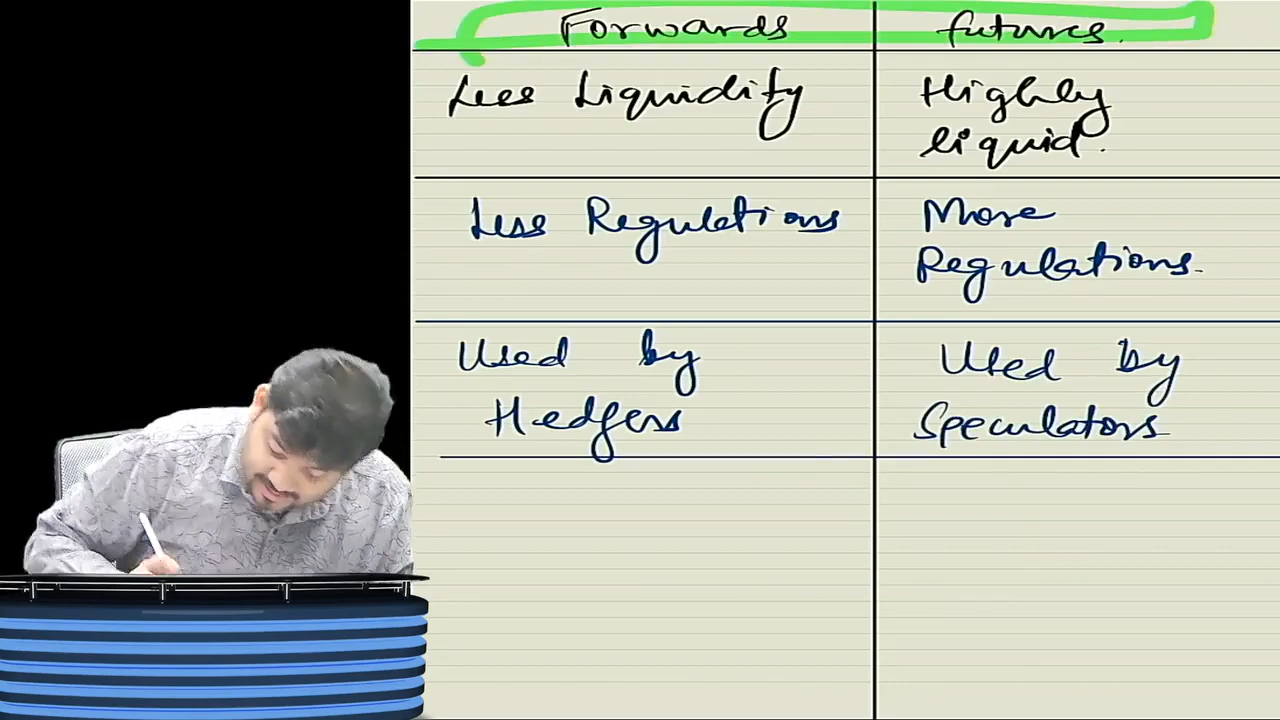 Forwards futures.
Less Liquidity Highly
liquid.
Less Regulations More
Regulations.
Used by Used by
Hedgers Speculators